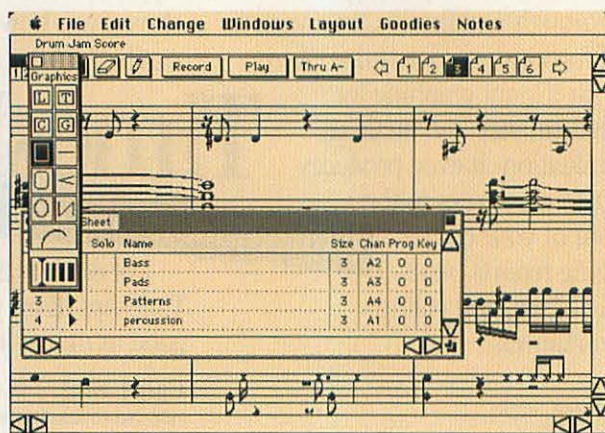 File Edit Change Windows Layout Goodies Notes
Drum Jam Score
Record Play Thru A- 1 2 3 4 5 6
Graphics
L T
C G
Sheet
Solo Name Size Chan Prog Key
Bass 3 A2 0 0
Pads 3 A3 0 0
3 Patterns 3 A4 0 0
4 percussion 3 A1 0 0